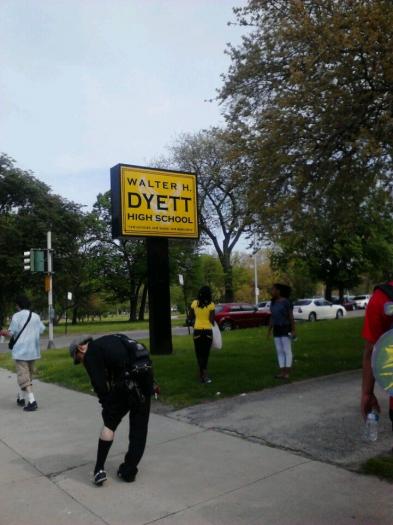 WALTER H.
DYETT
HIGH SCHOOL